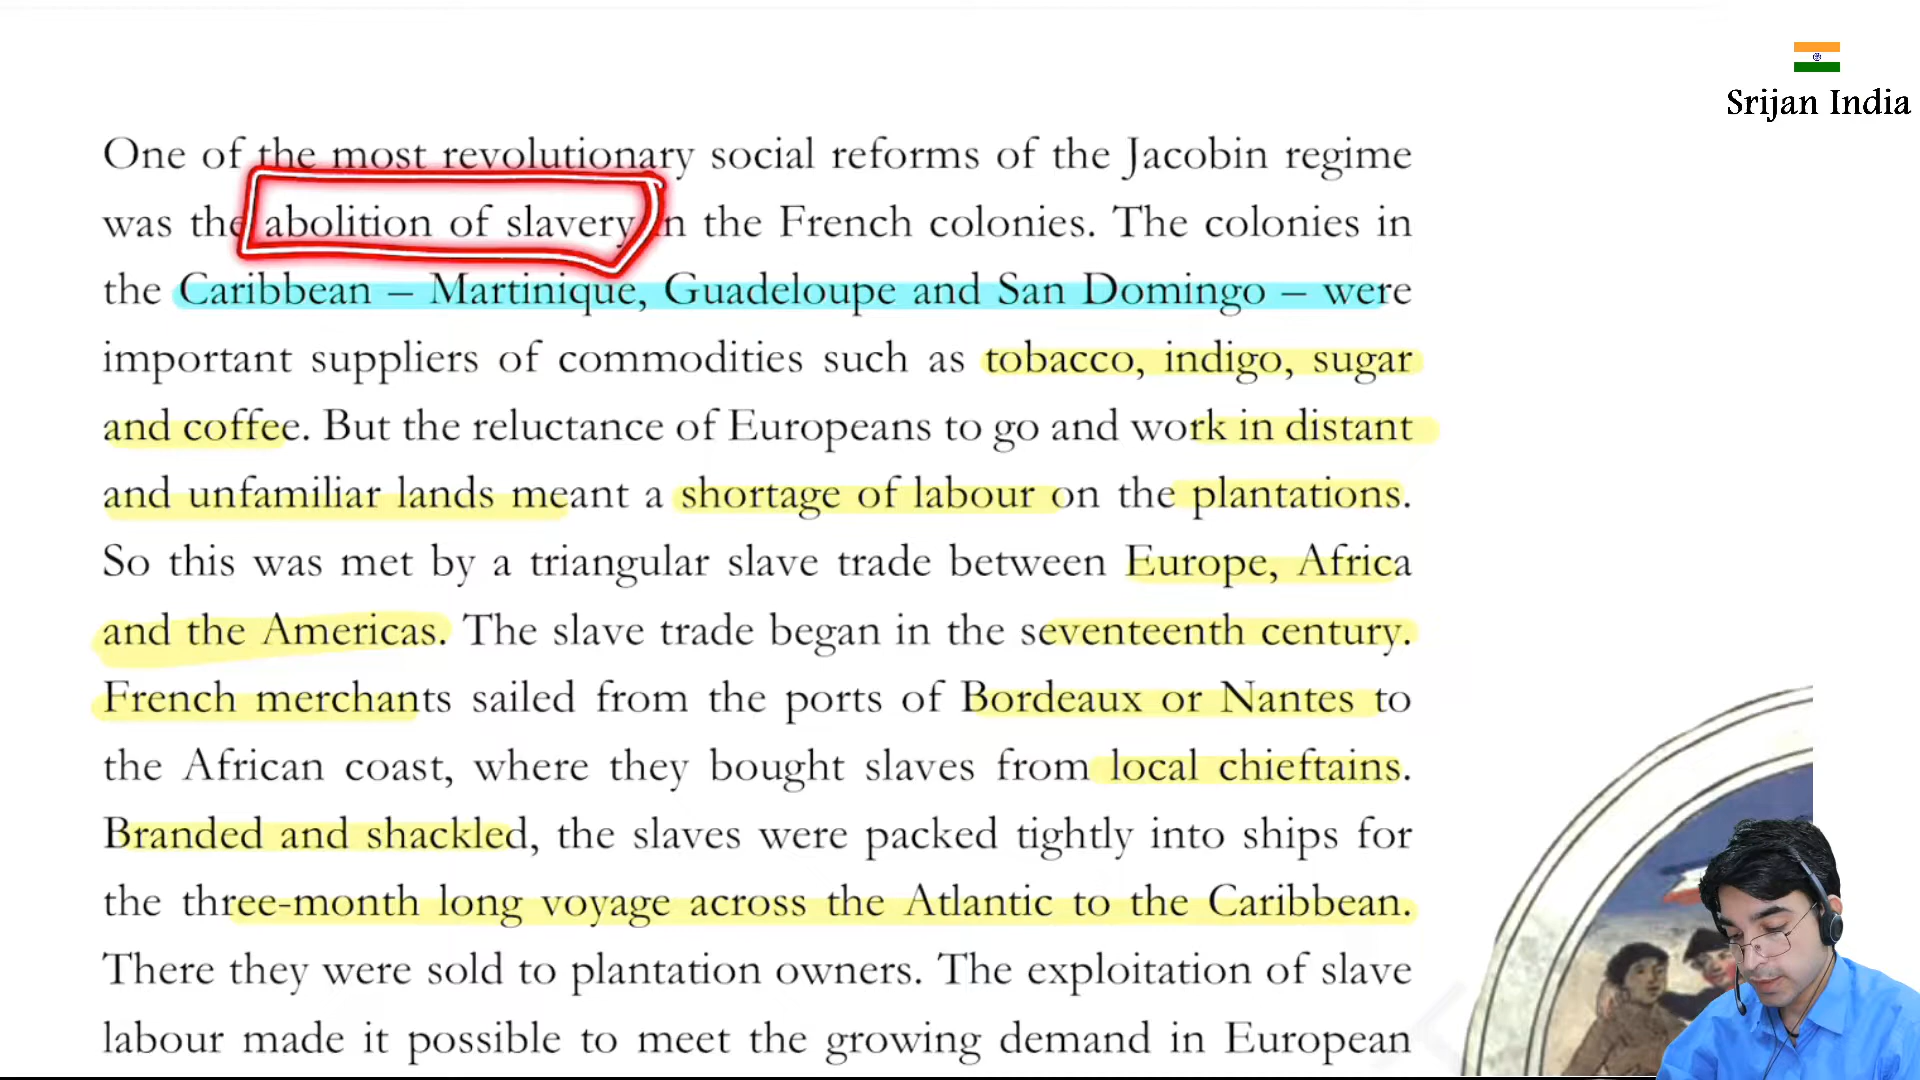 Srijan India
One of the most revolutionary social reforms of the Jacobin regime
was the abolition of slavery in the French colonies. The colonies in
the Caribbean – Martinique, Guadeloupe and San Domingo – were
important suppliers of commodities such as tobacco, indigo, sugar
and coffee. But the reluctance of Europeans to go and work in distant
and unfamiliar lands meant a shortage of labour on the plantations.
So this was met by a triangular slave trade between Europe, Africa
and the Americas. The slave trade began in the seventeenth century.
French merchants sailed from the ports of Bordeaux or Nantes to
the African coast, where they bought slaves from local chieftains.
Branded and shackled, the slaves were packed tightly into ships for
the three-month long voyage across the Atlantic to the Caribbean.
There they were sold to plantation owners. The exploitation of slave
labour made it possible to meet the growing demand in European